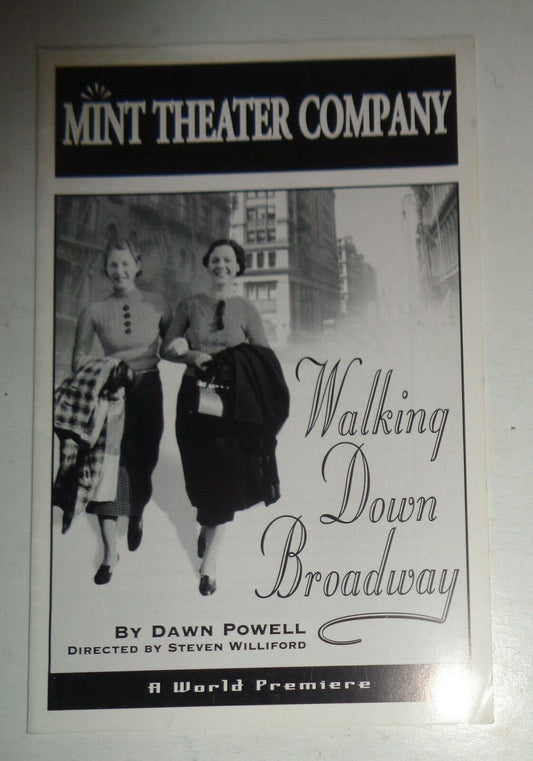 MINT THEATER COMPANY
Walking
Down
Broadway
BY DAWN POWELL
DIRECTED BY STEVEN WILLIFORD
A World Premiere